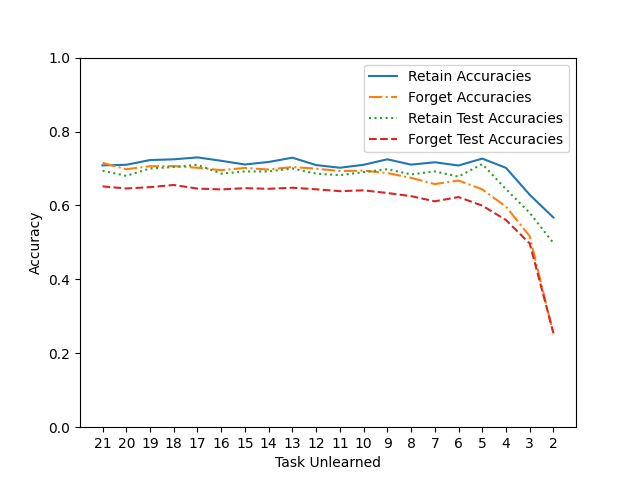 Retain Accuracies
Forget Accuracies
Retain Test Accuracies
Forget Test Accuracies
1.0
0.8
0.6
0.4
0.2
0.0
Accuracy
21 20 19 18 17 16 15 14 13 12 11 10 9 8 7 6 5 4 3 2
Task Unlearned